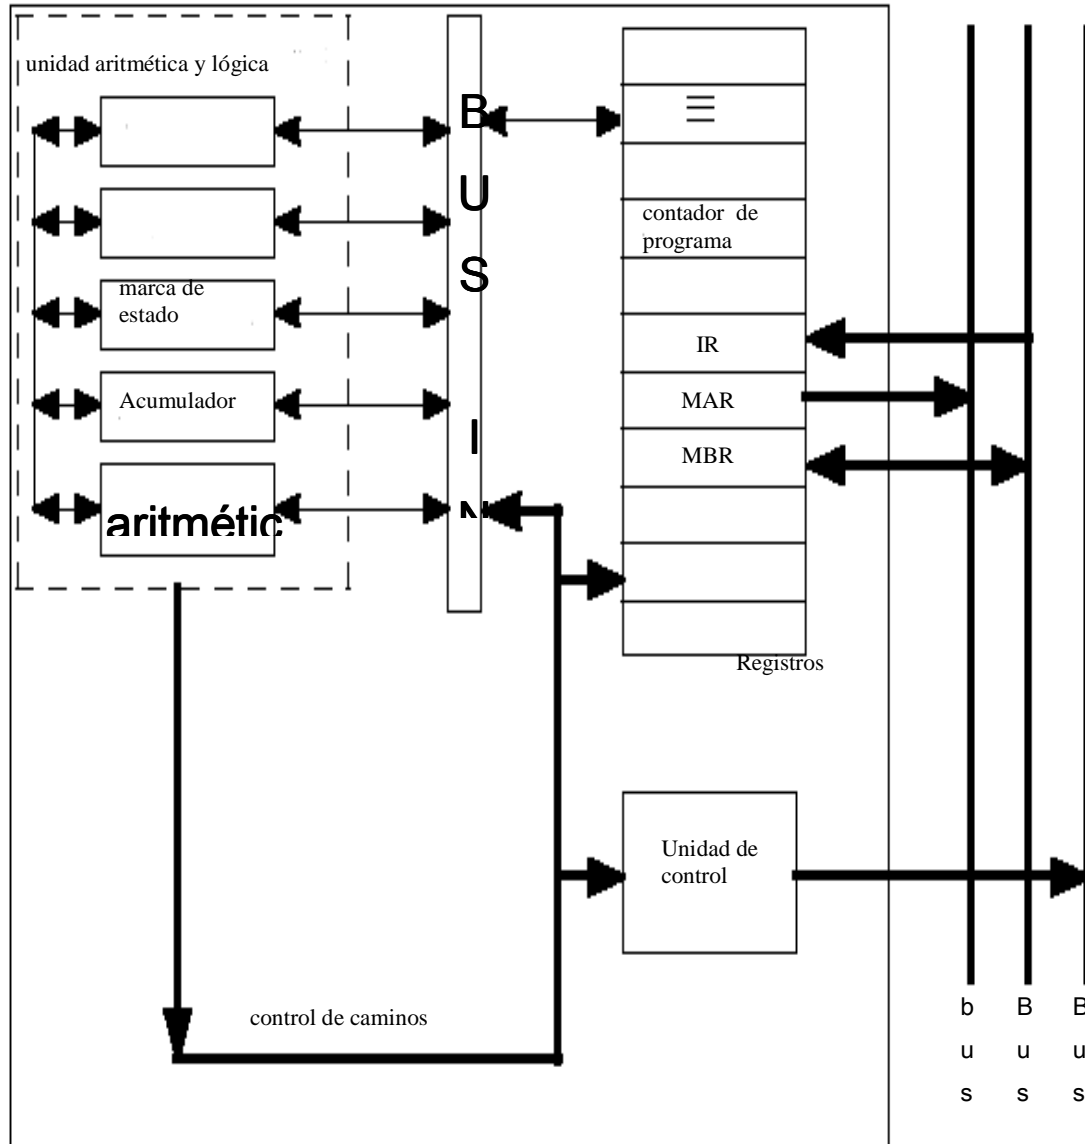 unidad aritmética y lógica
B
U
S
I
N
marca de
estado
Acumulador
aritmétic
contador de
programa
IR
MAR
MBR
Registros
Unidad de
control
control de caminos
b
u
s
B
u
s
B
u
s